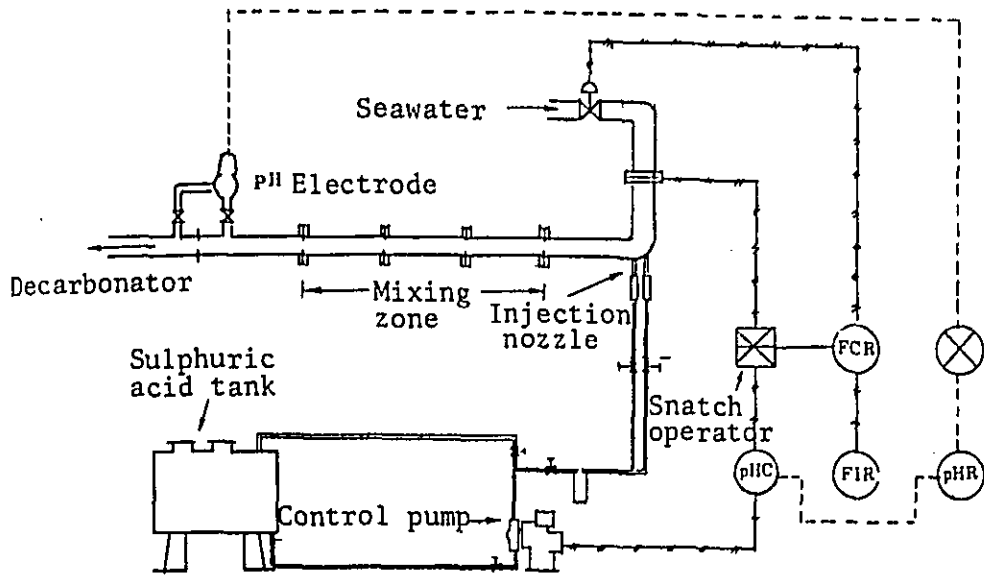 Seawater
pH Electrode
Decarbonator
Mixing
zone
Injection
nozzle
Sulphuric
acid tank
FCR
Snatch
operator
pHC
FIR
pHR
Control pump